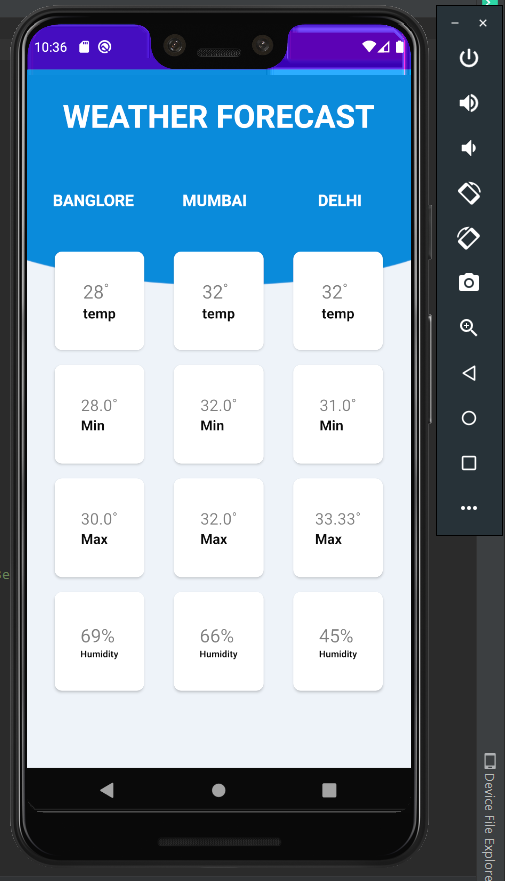 10:36
WEATHER FORECAST
BANGLORE MUMBAI DELHI
28° 32° 32°
temp temp temp
28.0° 32.0° 31.0°
Min Min Min
30.0° 32.0° 33.33°
Max Max Max
69% 66% 45%
Humidity Humidity Humidity
Device File Explore